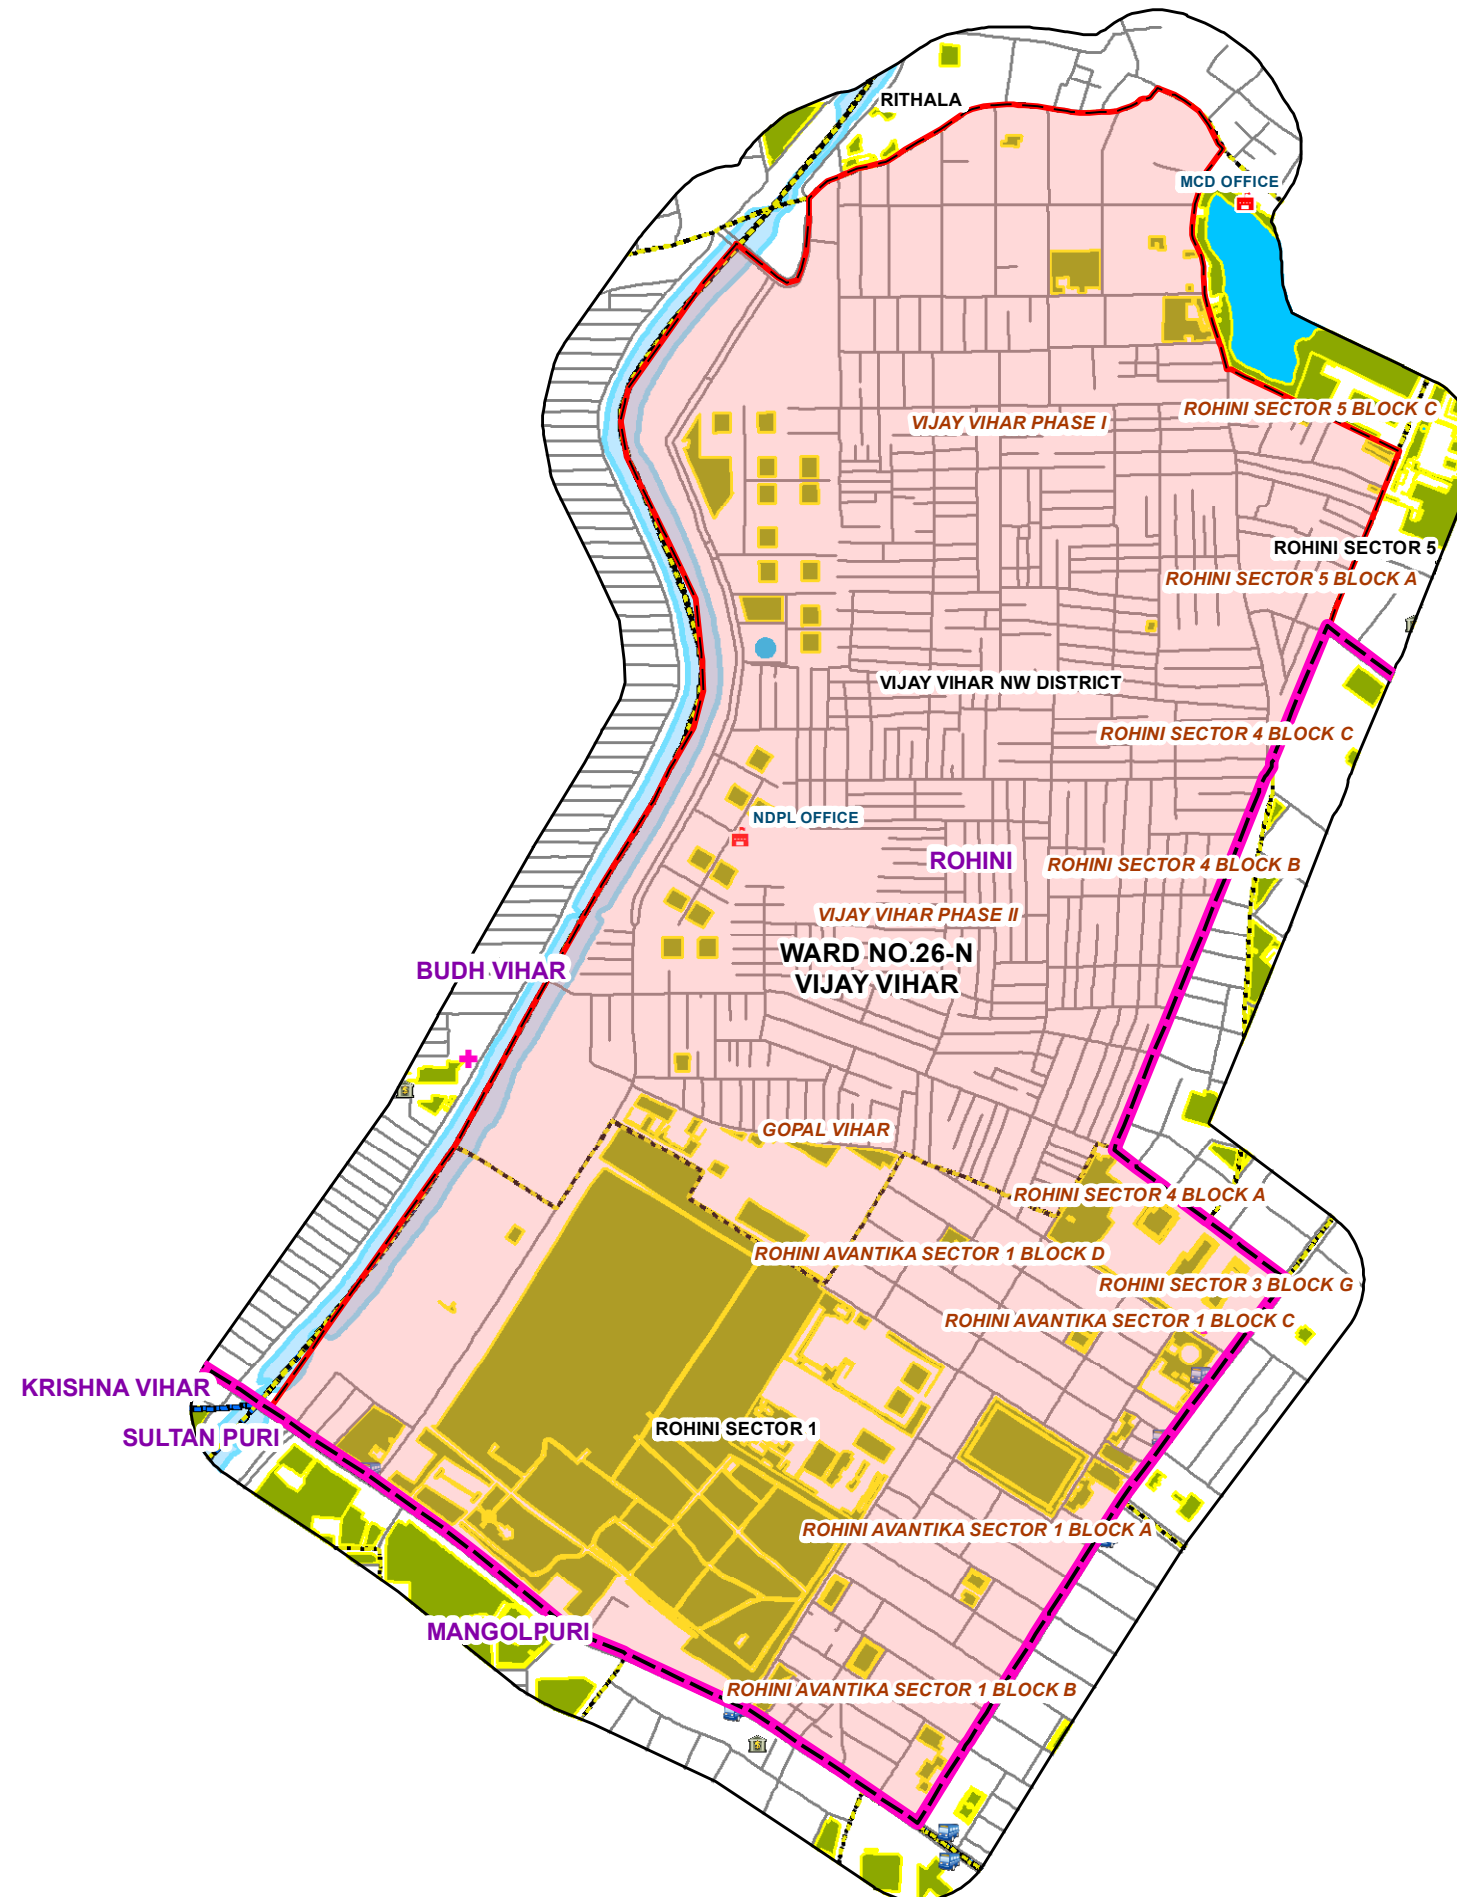 RITHALA
MCD OFFICE
ROHINI SECTOR 5 BLOCK C
VIJAY VIHAR PHASE I
ROHINI SECTOR 5
ROHINI SECTOR 5 BLOCK A
VIJAY VIHAR NW DISTRICT
ROHINI SECTOR 4 BLOCK C
NDPL OFFICE
ROHINI
ROHINI SECTOR 4 BLOCK B
VIJAY VIHAR PHASE II
WARD NO.26-N
VIJAY VIHAR
BUDH VIHAR
GOPAL VIHAR
ROHINI SECTOR 4 BLOCK A
ROHINI AVANTIKA SECTOR 1 BLOCK D
ROHINI SECTOR 3 BLOCK G
ROHINI AVANTIKA SECTOR 1 BLOCK C
KRISHNA VIHAR
ROHINI SECTOR 1
SULTAN PURI
ROHINI AVANTIKA SECTOR 1 BLOCK A
MANGOLPURI
ROHINI AVANTIKA SECTOR 1 BLOCK B